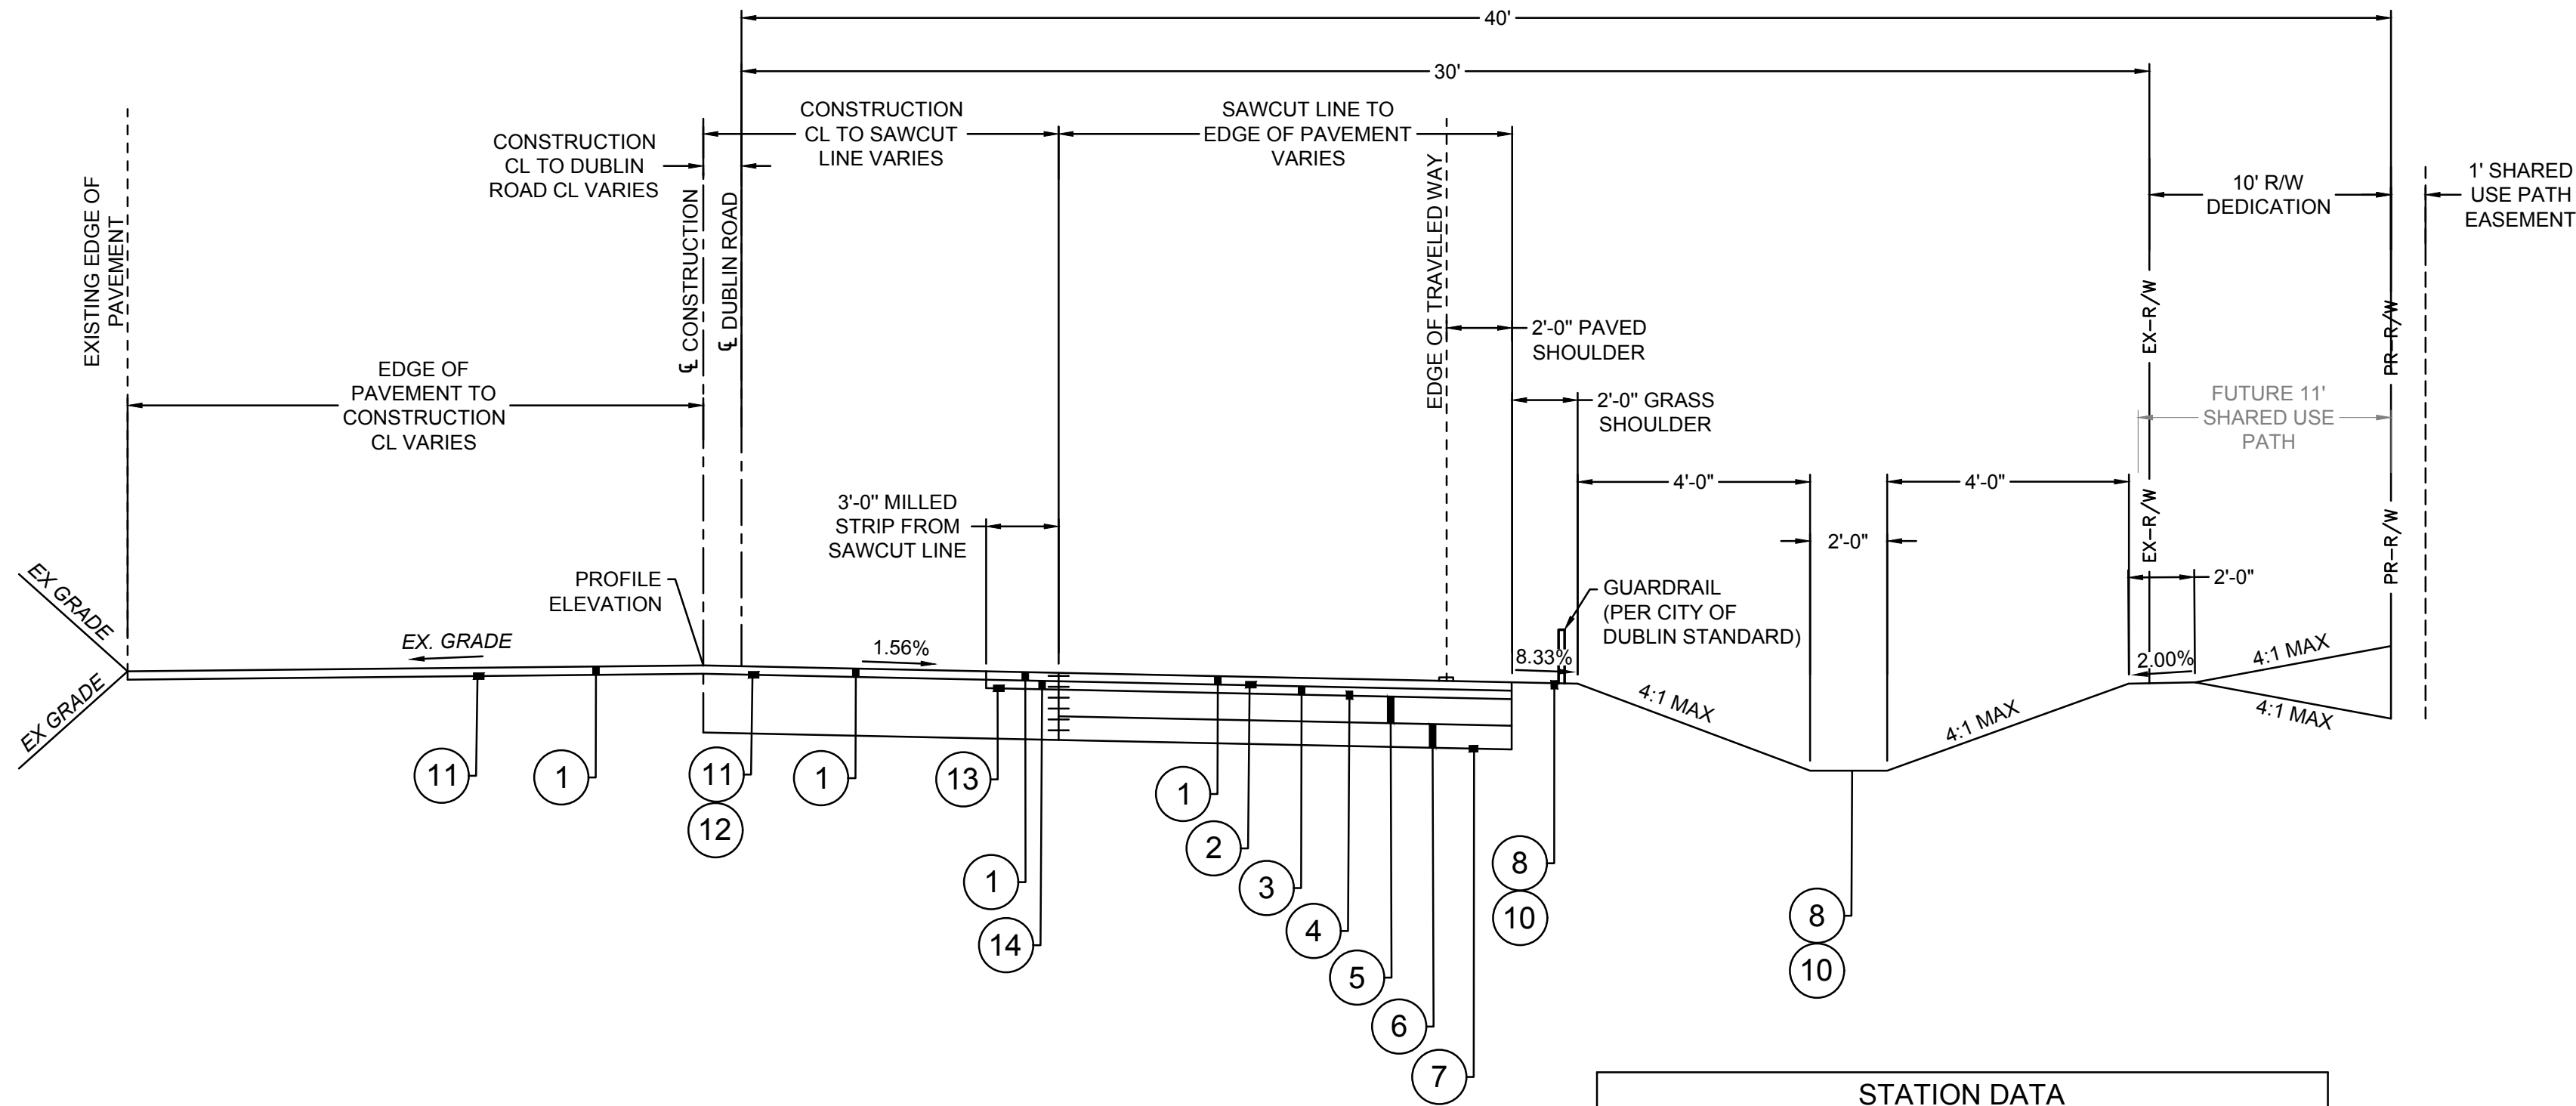 40'
30'
CONSTRUCTION
CL TO SAWCUT
LINE VARIES
SAWCUT LINE TO
EDGE OF PAVEMENT
VARIES
CONSTRUCTION
CL TO DUBLIN
ROAD CL VARIES
EXISTING EDGE OF
PAVEMENT
℄ CONSTRUCTION
℄ DUBLIN ROAD
EDGE OF TRAVELED WAY
10' R/W
DEDICATION
1' SHARED
USE PATH
EASEMENT
EX-R/W
PR-R/W
2'-0" PAVED
SHOULDER
EDGE OF
PAVEMENT TO
CONSTRUCTION
CL VARIES
2'-0" GRASS
SHOULDER
FUTURE 11'
SHARED USE
PATH
3'-0" MILLED
STRIP FROM
SAWCUT LINE
4'-0"
2'-0"
4'-0"
EX-R/W
PR-R/W
2'-0"
EX GRADE
EX GRADE
PROFILE
ELEVATION
GUARDRAIL
(PER CITY OF
DUBLIN STANDARD)
EX. GRADE
1.56%
8.33%
4:1 MAX
4:1 MAX
2.00%
4:1 MAX
4:1 MAX
11
1
11
12
1
13
1
14
1
2
3
4
5
6
7
8
10
8
10
STATION DATA